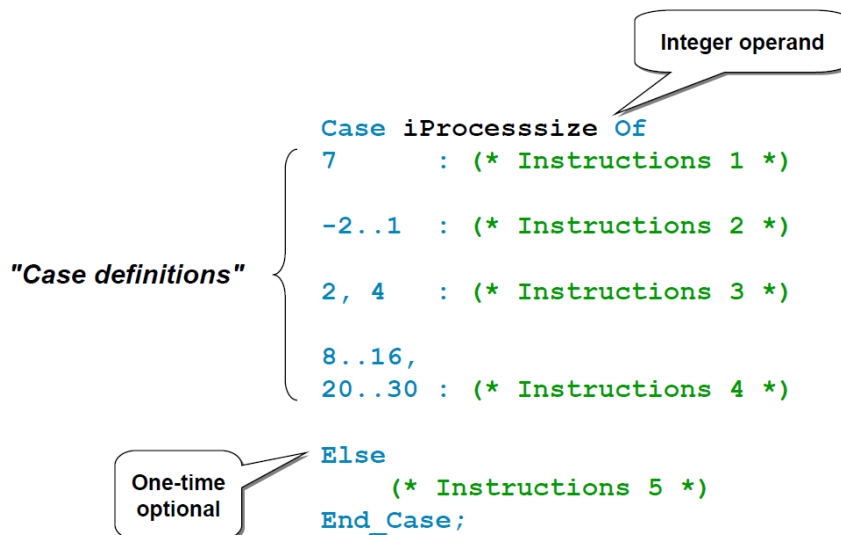 Integer operand
Case iProcesssize Of
7 : (* Instructions 1 *)
-2..1 : (* Instructions 2 *)
"Case definitions"
2, 4 : (* Instructions 3 *)
8..16,
20..30 : (* Instructions 4 *)
Else
One-time
optional
(* Instructions 5 *)
End_Case;